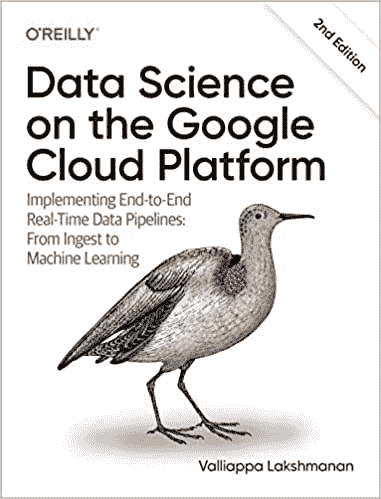 O'REILLY®
2nd Edition
Data Science
on the Google
Cloud Platform
Implementing End-to-End
Real-Time Data Pipelines:
From Ingest to
Machine Learning
Valliappa Lakshmanan